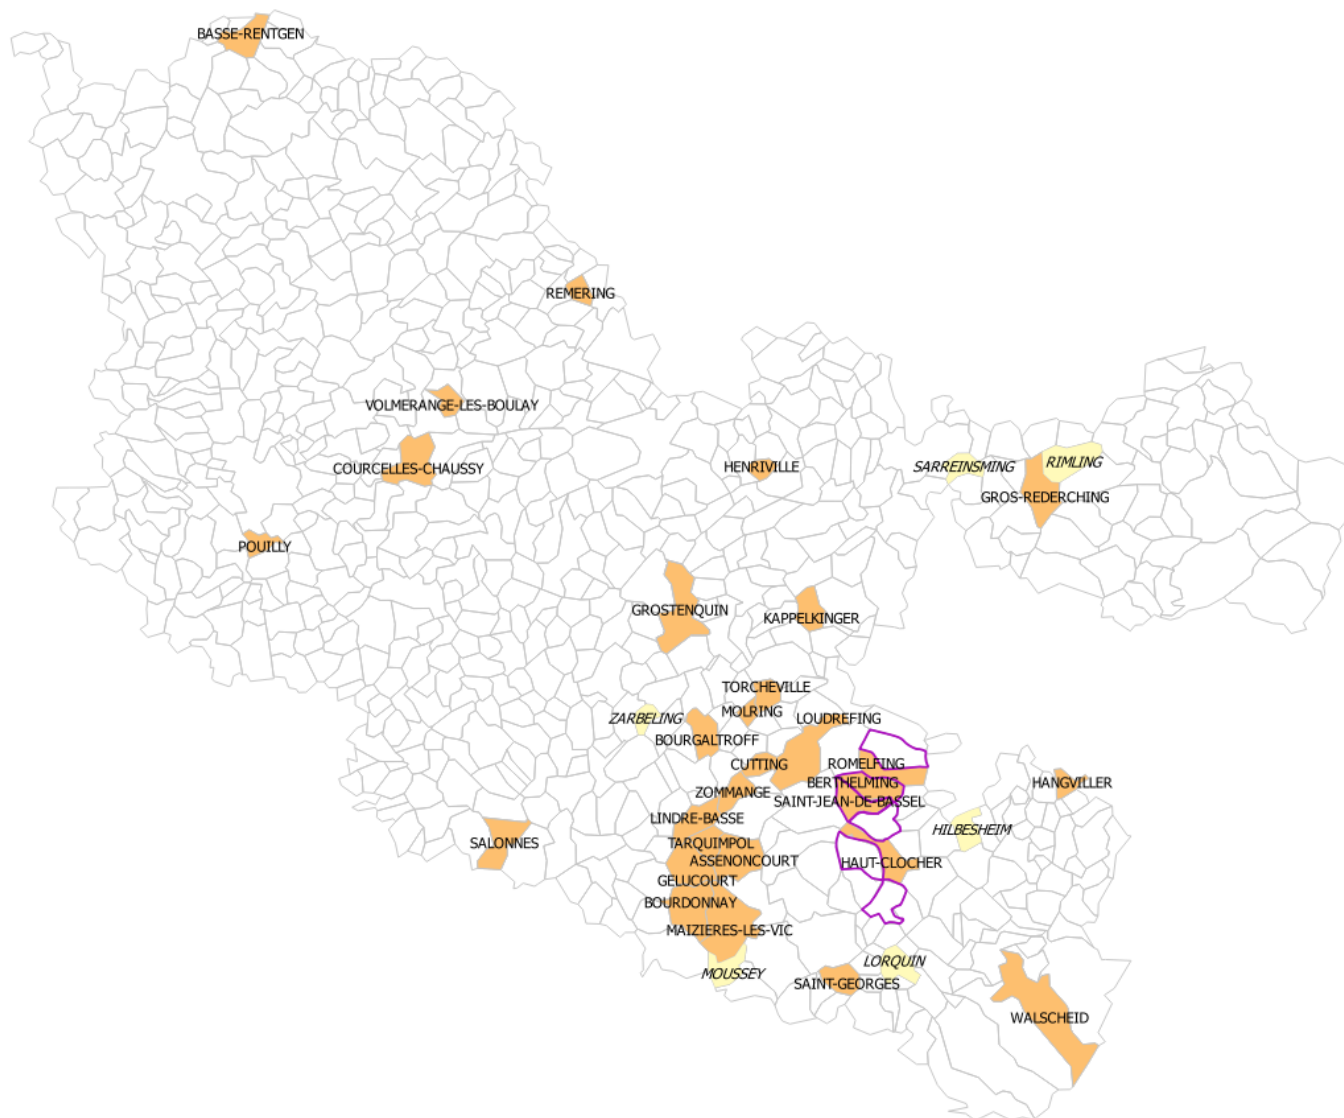 BASSE-RENTGEN
REMERING
VOLMERANGE-LES-BOULAY
COURCELLES-CHAUSSY
HENRIVILLE
SARREINSMING
RIMLING
GROS-REDERCHING
POUILLY
GROSTENQUIN
KAPPELKINGER
TORCHEVILLE
MOLRING
ZARBELING
LOUDREFING
BOURGALTROFF
CUTTING
ROMELFING
BERTHELMING
HANGVILLER
ZOMMANGE
SAINT-JEAN-DE-BASSEL
LINDRE-BASSE
HILBESHEIM
SALONNES
TARQUIMPOL
ASSENONCOURT
HAUT-CLOCHER
GELUCOURT
BOURDONNAY
MAIZIERES-LES-VIC
LORQUIN
MOUSSEY
SAINT-GEORGES
WALSCHEID